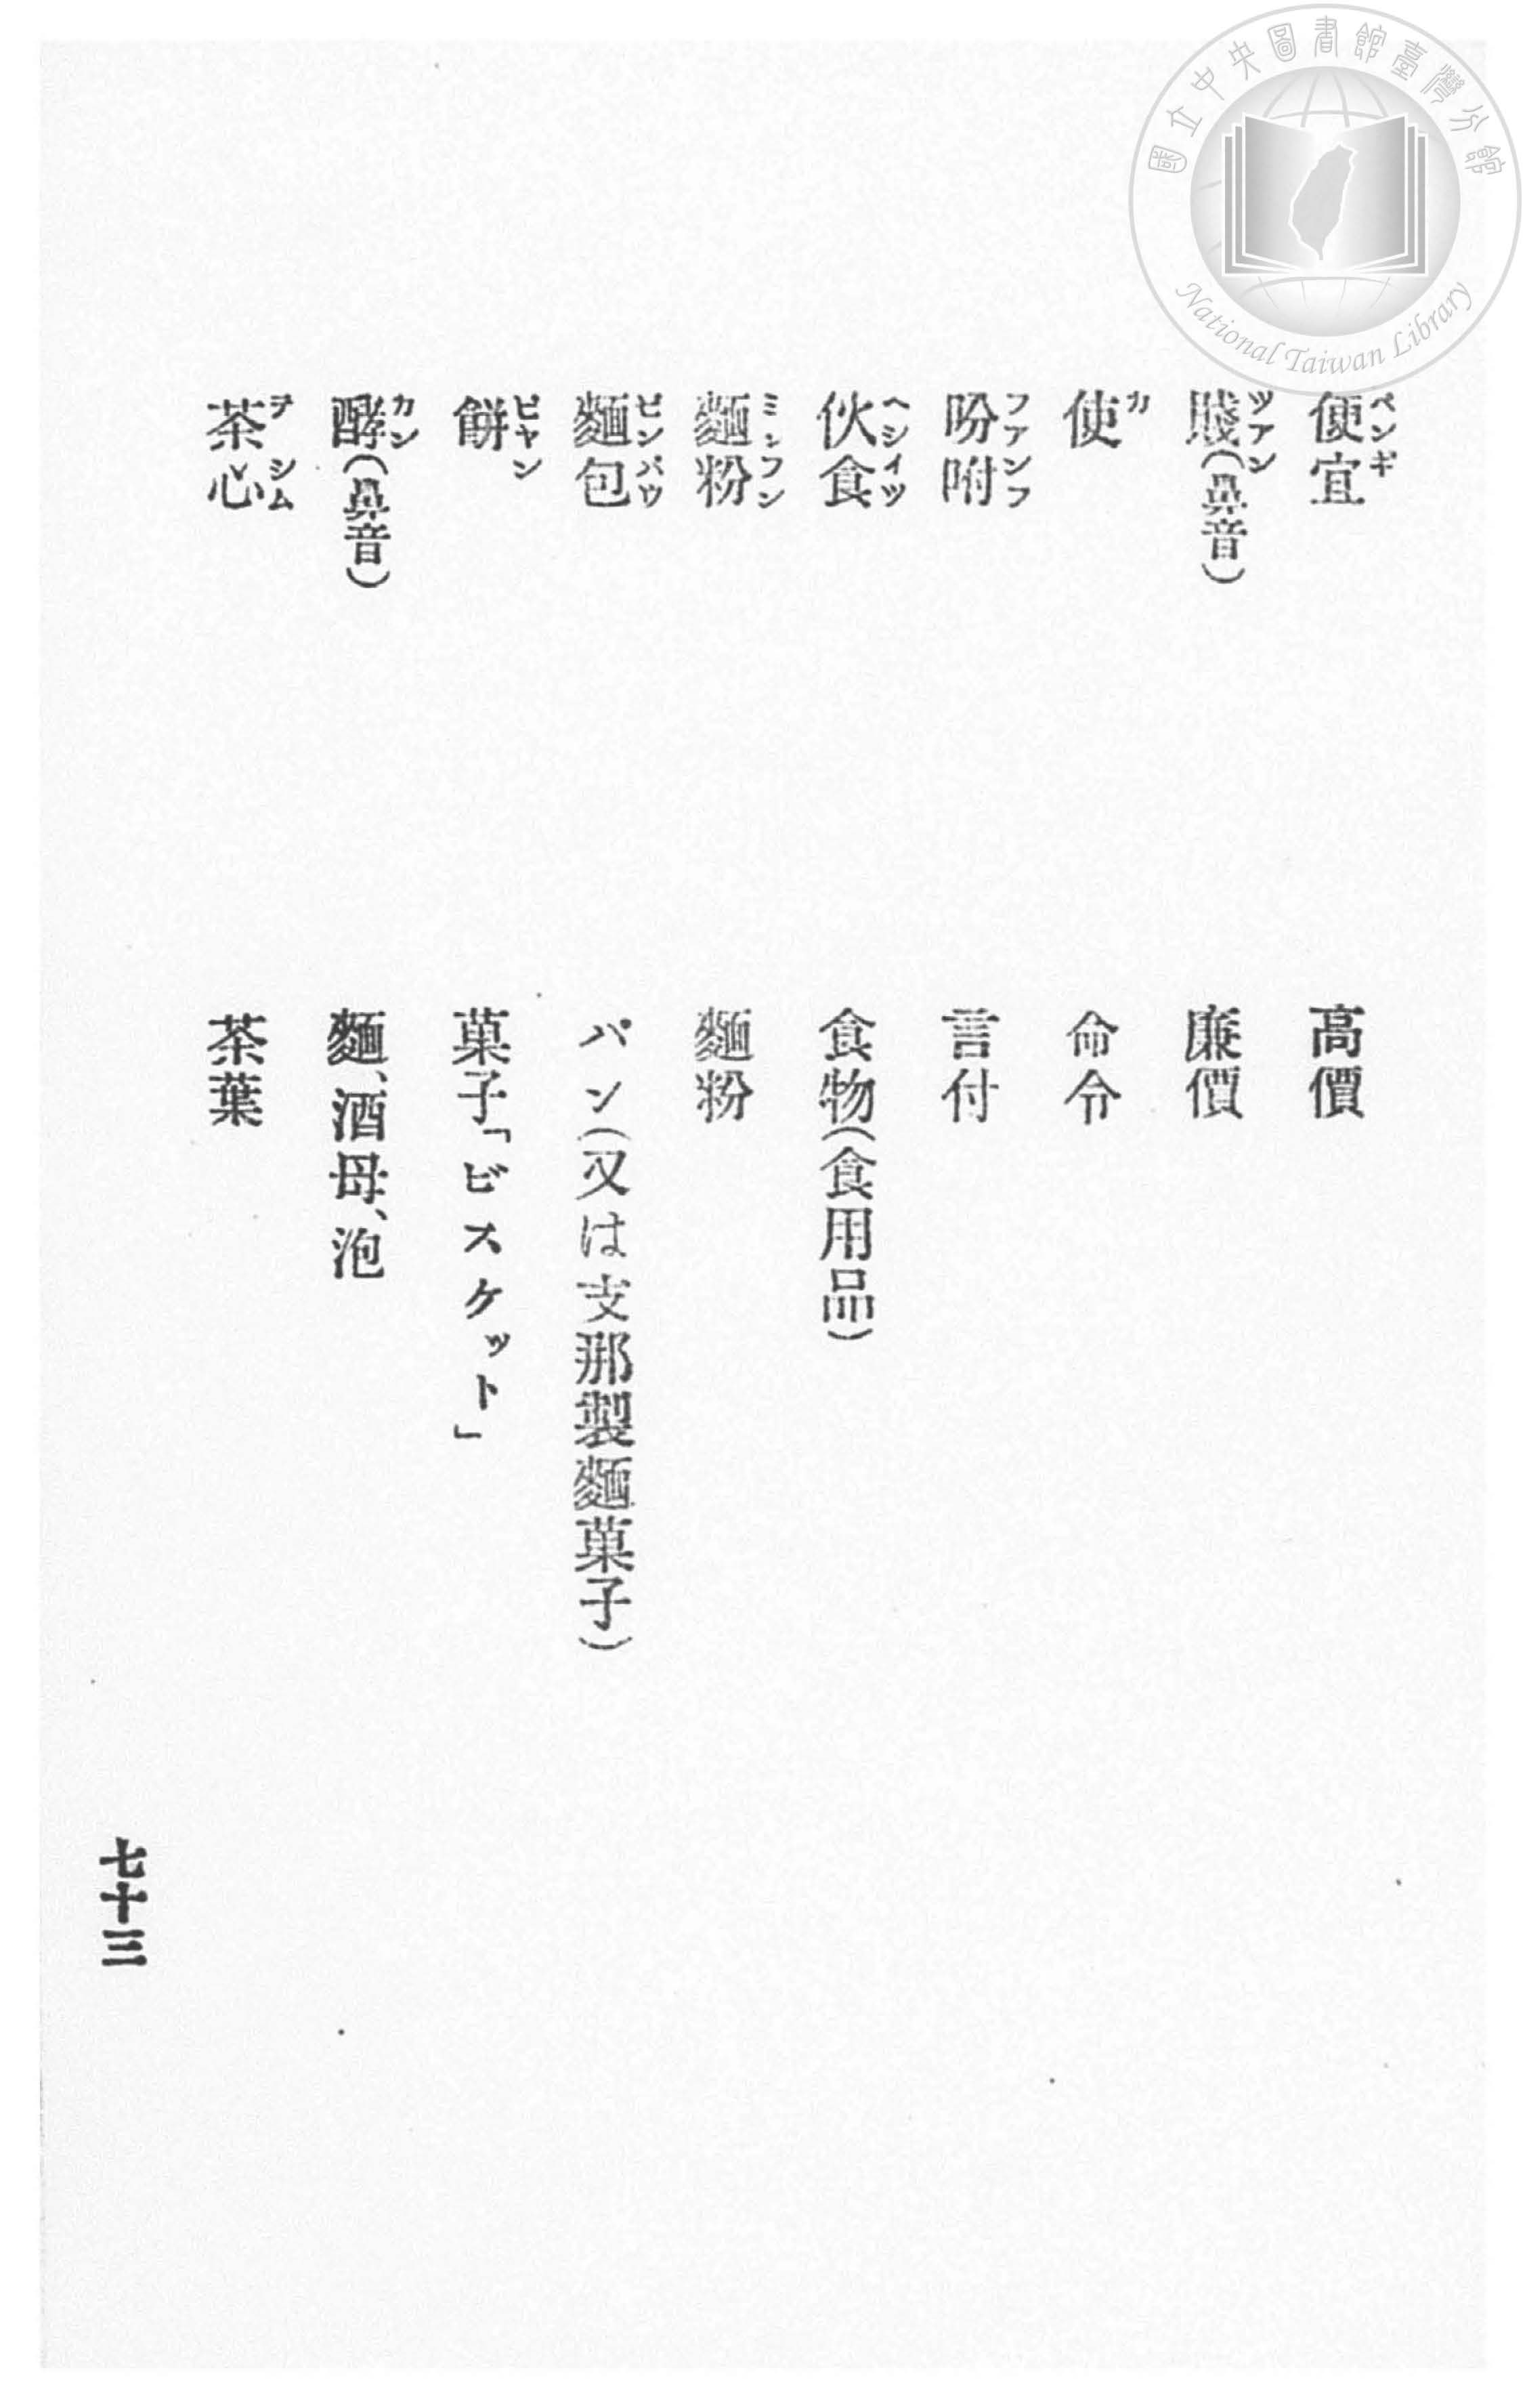 國立中央圖書館臺灣分館
National Taiwan Library
便宜 ペンギ 高價
賤(鼻音) ツアン 廉價
使 カ 命令
吩咐 フアンフ 言付
伙食 ヘシイツ 食物(食用品)
麵粉 ミンフン 麵粉
麵包 ビンパウ パン(又は支那製麵菓子)
餅 ピヤン 菓子「ビスケット」
酵(鼻音) カン 麵、酒母、泡
茶心 シム 茶葉
七十三